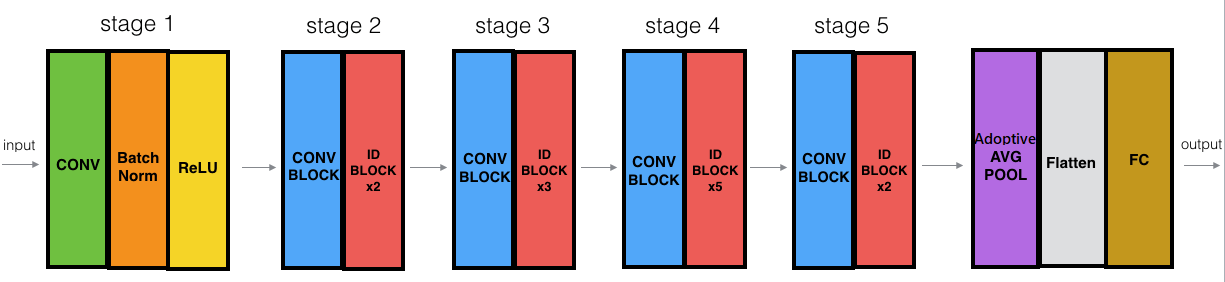 stage 1
stage 2
stage 3
stage 4
stage 5
input
CONV
Batch
Norm
ReLU
CONV
BLOCK
ID
BLOCK
x2
CONV
BLOCK
ID
BLOCK
x3
CONV
BLOCK
ID
BLOCK
x5
CONV
BLOCK
ID
BLOCK
x2
Adoptive
AVG
POOL
Flatten
FC
output